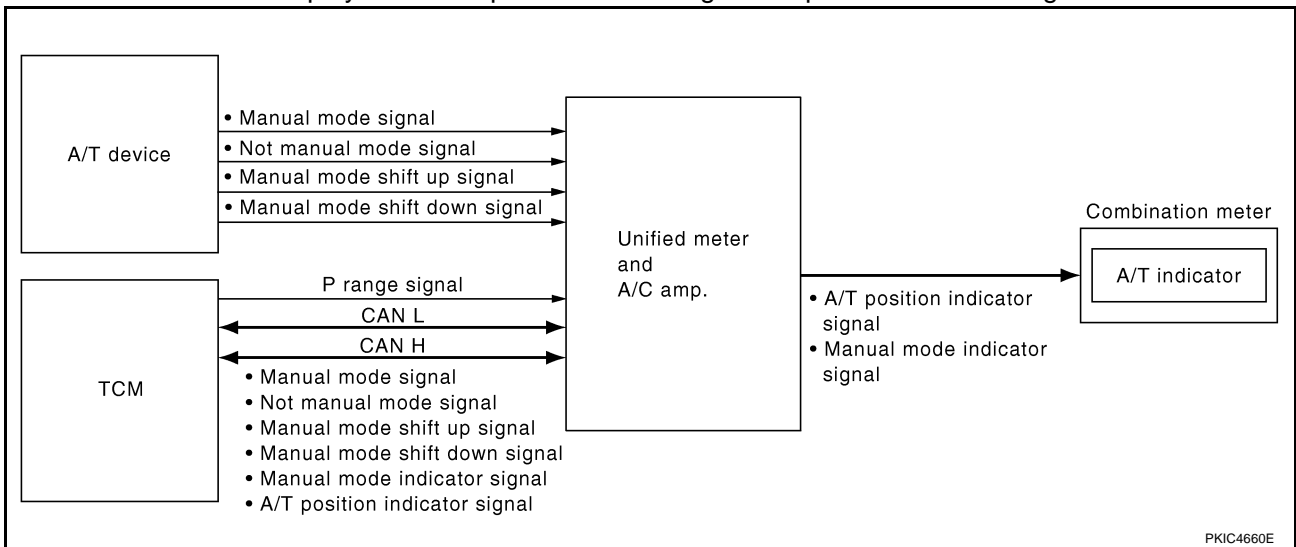 A/T device
• Manual mode signal
• Not manual mode signal
• Manual mode shift up signal
• Manual mode shift down signal
TCM
P range signal
CAN L
CAN H
• Manual mode signal
• Not manual mode signal
• Manual mode shift up signal
• Manual mode shift down signal
• Manual mode indicator signal
• A/T position indicator signal
Unified meter
and
A/C amp.
• A/T position indicator
signal
• Manual mode indicator
signal
Combination meter
A/T indicator
PKIC4660E